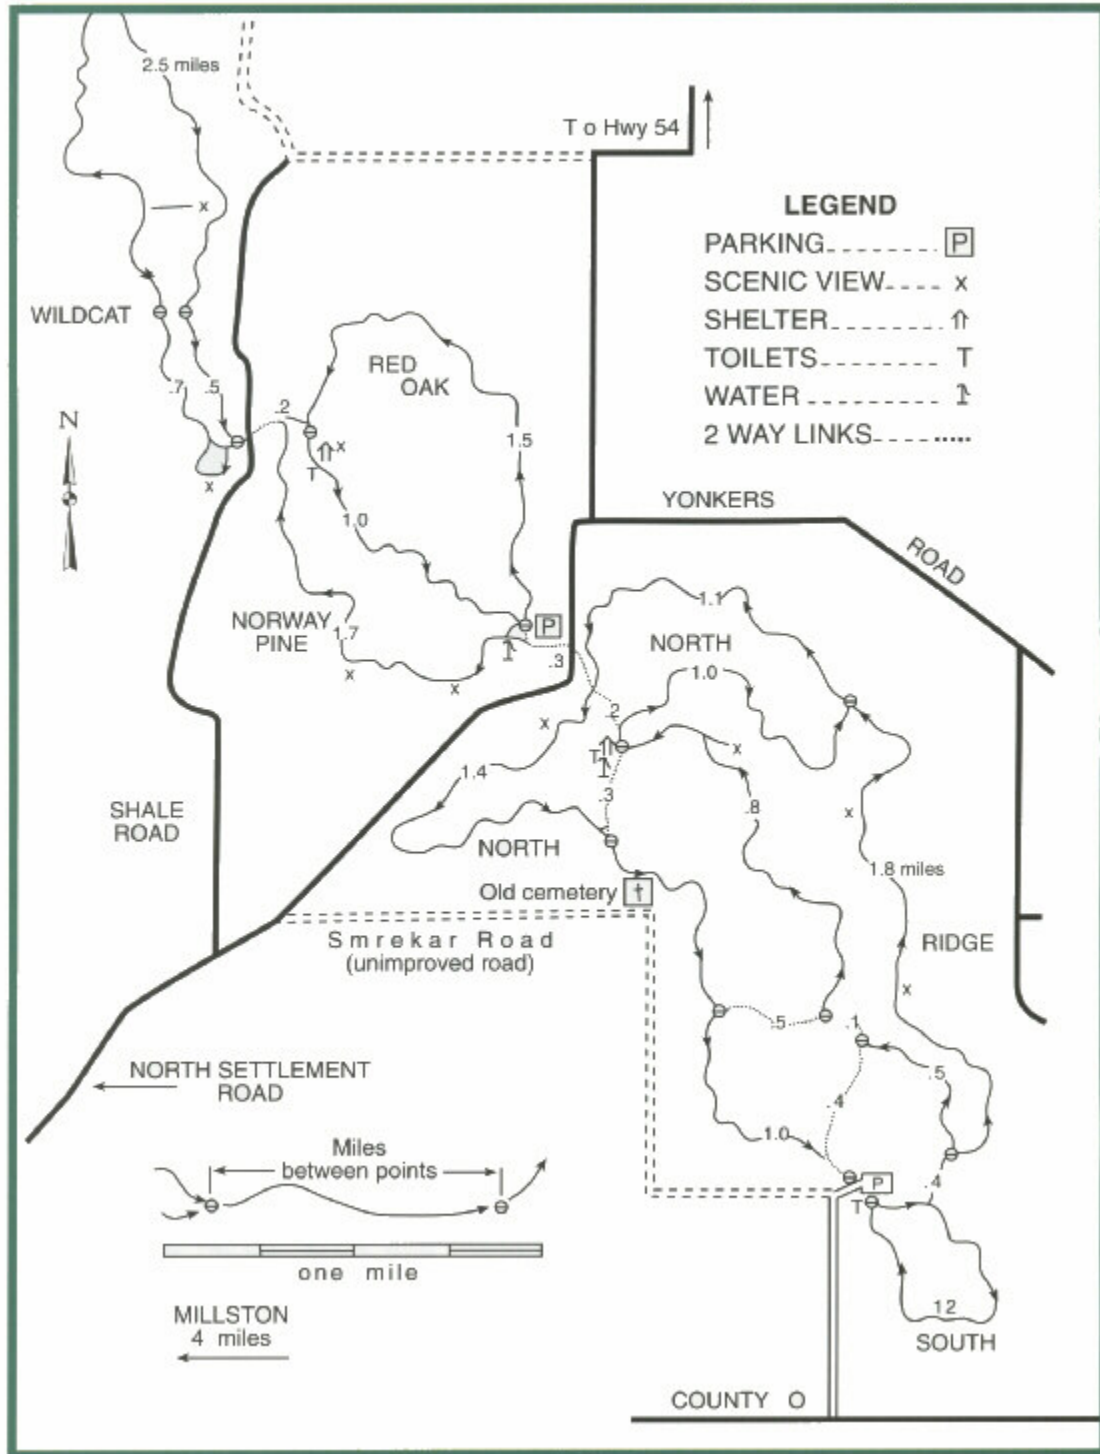 2.5 miles
T o Hwy 54
LEGEND
PARKING P
SCENIC VIEW x
SHELTER
TOILETS T
WATER
2 WAY LINKS
x
WILDCAT
RED
OAK
.7
.5
.2
N
x
T
x
1.5
1.0
YONKERS
ROAD
NORWAY
PINE
1.7
P
.3
x
x
1.1
NORTH
1.0
.2
x
T
x
1.4
.3
.8
x
SHALE
ROAD
NORTH
1.8 miles
Old cemetery
Smrekar Road
(unimproved road)
RIDGE
x
.5
.1
NORTH SETTLEMENT
ROAD
.5
.4
1.0
Miles
between points
P
.4
T
one mile
12
SOUTH
MILLSTON
4 miles
COUNTY O